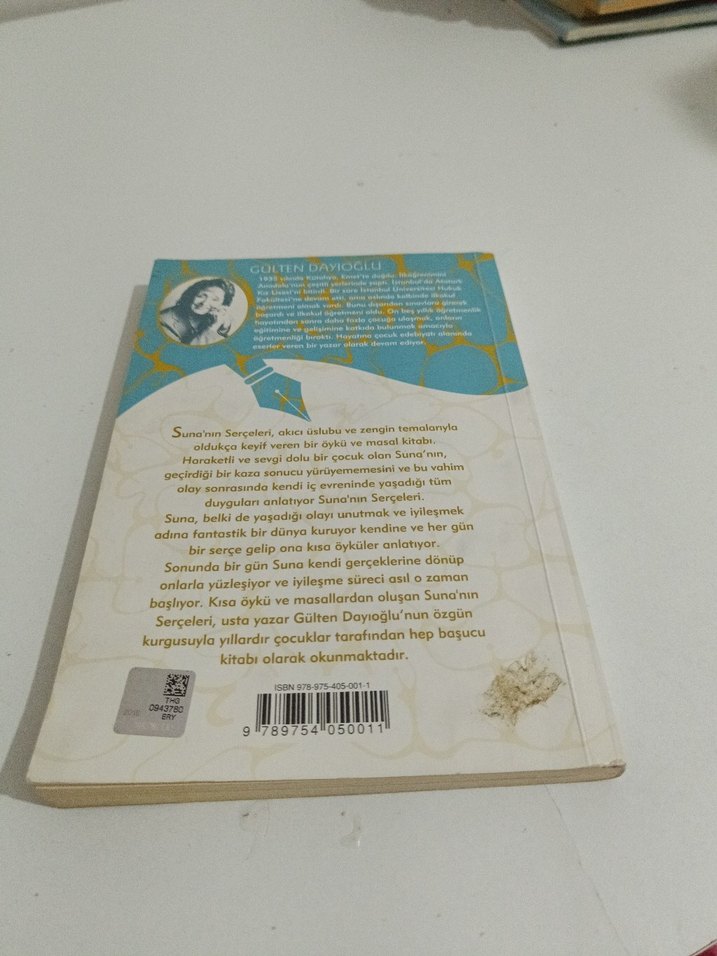 GÜLTEN DAYIOĞLU
1935 yılında Kütahya, Emet'te doğdu. İlköğrenimini
Anadolu'nun çeşitli yerlerinde yaptı. İstanbul'da Atatürk
Kız Lisesi'ni bitirdi. Bir süre İstanbul Üniversitesi Hukuk
Fakültesi'ne devam etti, ama aslında kalbinde ilkokul
öğretmeni olmak vardı. Bunu dışardan sınavlara girerek
başardı ve ilkokul öğretmeni oldu. On beş yıllık öğretmenlik
hayatından sonra daha fazla çocuğa ulaşmak, onların
eğitimine ve gelişimine katkıda bulunmak amacıyla
öğretmenliği bıraktı. Hayatına çocuk edebiyatı alanında
eserler veren bir yazar olarak devam ediyor.
Suna'nın Serçeleri, akıcı üslubu ve zengin temalarıyla
oldukça keyif veren bir öykü ve masal kitabı.
Haraketli ve sevgi dolu bir çocuk olan Suna'nın,
geçirdiği bir kaza sonucu yürüyememesini ve bu vahim
olay sonrasında kendi iç evreninde yaşadığı tüm
duyguları anlatıyor Suna'nın Serçeleri.
Suna, belki de yaşadığı olayı unutmak ve iyileşmek
adına fantastik bir dünya kuruyor kendine ve her gün
bir serçe gelip ona kısa öyküler anlatıyor.
Sonunda bir gün Suna kendi gerçeklerine dönüp
onlarla yüzleşiyor ve iyileşme süreci asıl o zaman
başlıyor. Kısa öykü ve masallardan oluşan Suna'nın
Serçeleri, usta yazar Gülten Dayıoğlu'nun özgün
kurgusuyla yıllardır çocuklar tarafından hep başucu
kitabı olarak okunmaktadır.
THG
0943780
ERY
ISBN 978-975-405-001-1
9 789754 050011